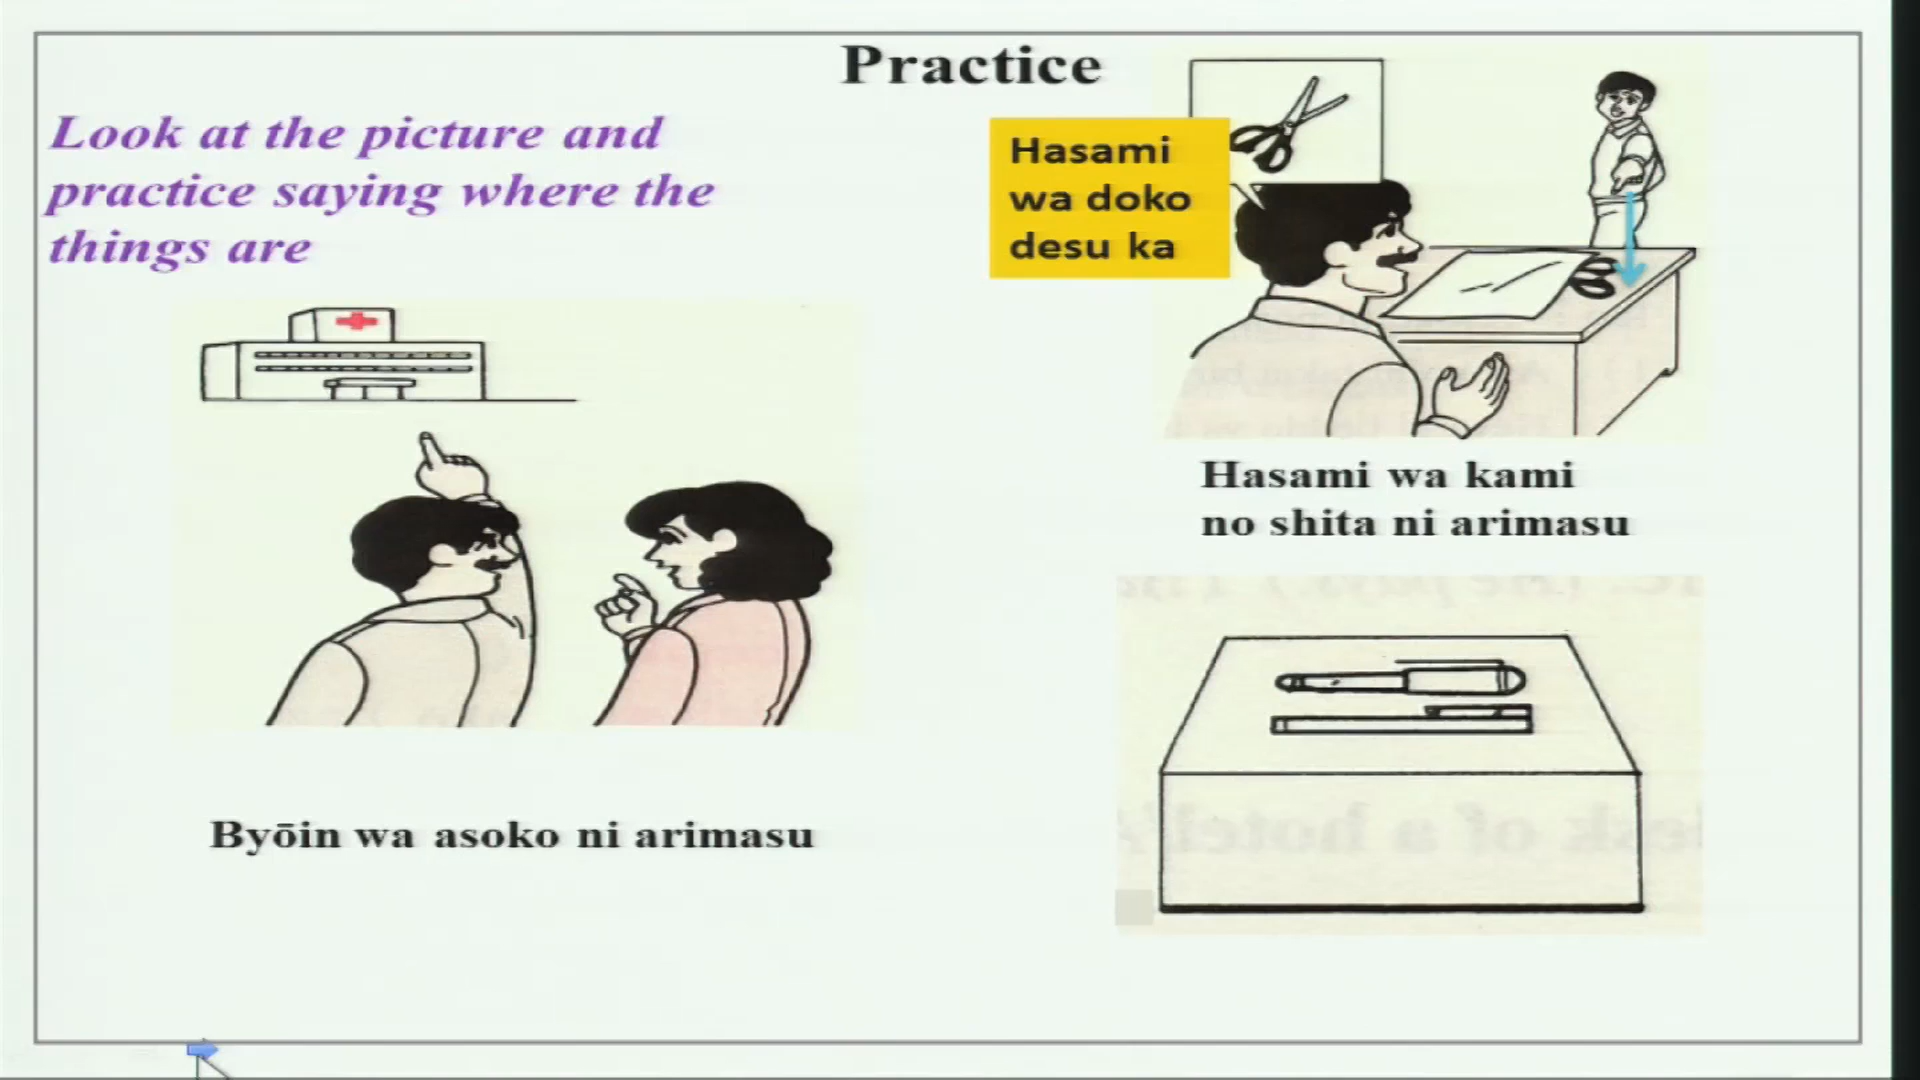 Practice
Look at the picture and
practice saying where the
things are
Hasami
wa doko
desu ka
Hasami wa kami
no shita ni arimasu
Byōin wa asoko ni arimasu